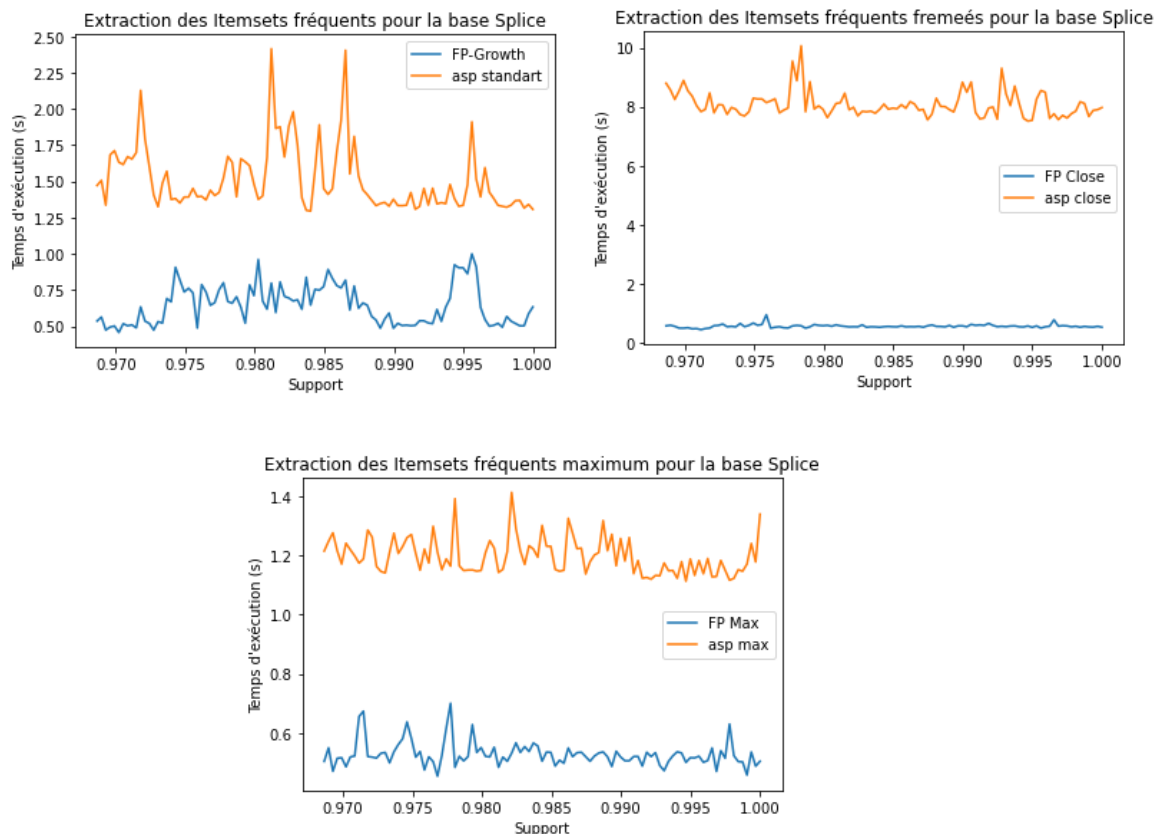 Extraction des Itemsets fréquents pour la base Splice
2.50
2.25
2.00
1.75
1.50
1.25
1.00
0.75
0.50
Temps d'exécution (s)
FP-Growth
asp standart
0.970 0.975 0.980 0.985 0.990 0.995 1.000
Support
Extraction des Itemsets fréquents fremeés pour la base Splice
10
8
6
4
2
0
Temps d'exécution (s)
FP Close
asp close
0.970 0.975 0.980 0.985 0.990 0.995 1.000
Support
Extraction des Itemsets fréquents maximum pour la base Splice
1.4
1.2
1.0
0.8
0.6
Temps d'exécution (s)
FP Max
asp max
0.970 0.975 0.980 0.985 0.990 0.995 1.000
Support